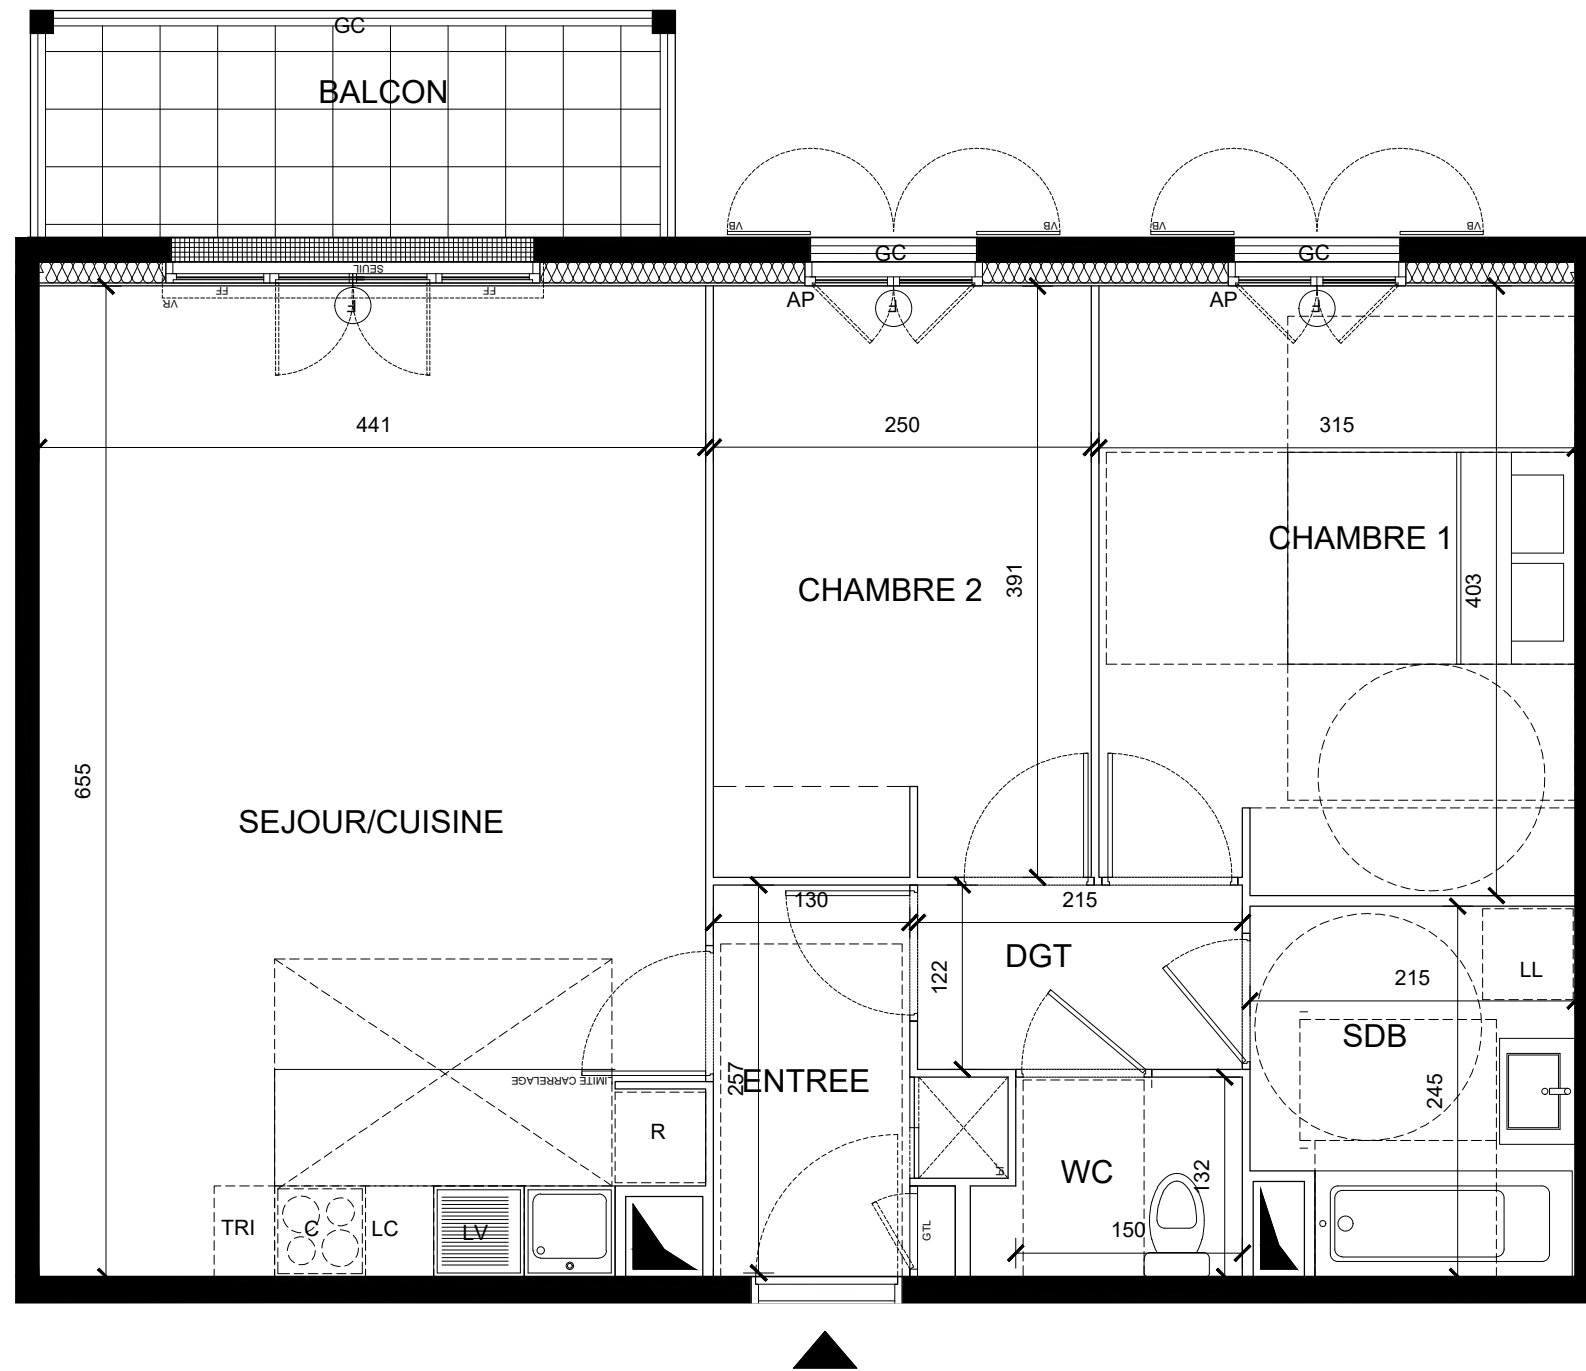 GC
BALCON
VB
VB
VB
VB
GC
GC
SEUIL
FF
FF
VR
F
AP
F
AP
F
441
250
315
CHAMBRE 1
CHAMBRE 2
391
403
655
SEJOUR/CUISINE
130
215
DGT
122
215
LL
SDB
LIMITE CARRELAGE
257
ENTREE
245
R
WC
132
TRI
C
LC
LV
GTL
150